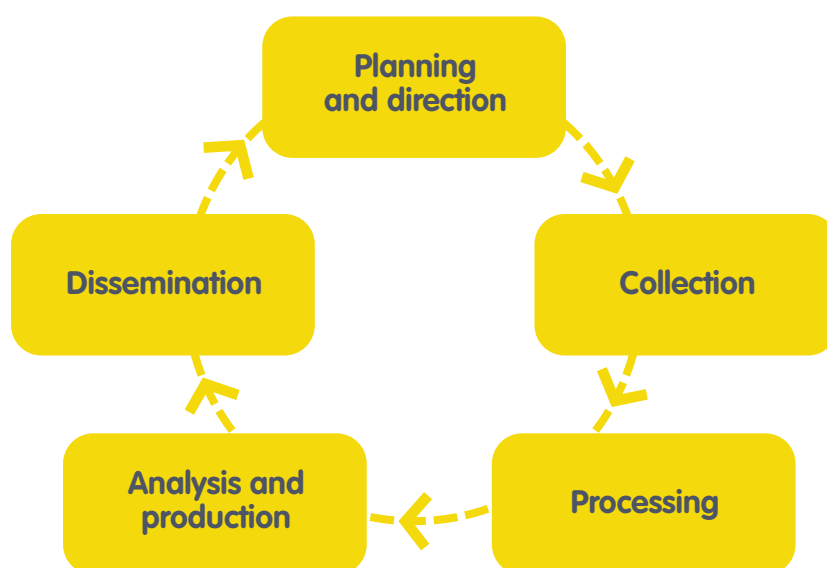 Planning
and direction
Collection
Processing
Analysis and
production
Dissemination